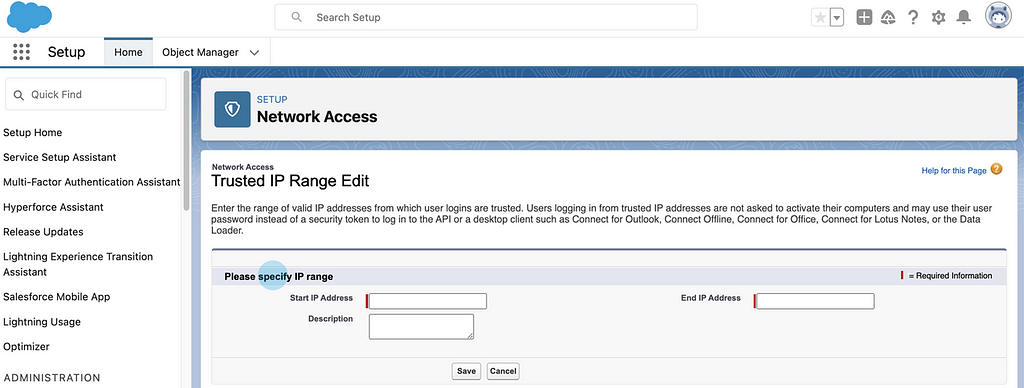 Search Setup
Setup
Home
Object Manager
Quick Find
Setup Home
Service Setup Assistant
Multi-Factor Authentication Assistant
Hyperforce Assistant
Release Updates
Lightning Experience Transition
Assistant
Salesforce Mobile App
Lightning Usage
Optimizer
ADMINISTRATION
SETUP
Network Access
Network Access
Trusted IP Range Edit
Help for this Page ?
Enter the range of valid IP addresses from which user logins are trusted. Users logging in from trusted IP addresses are not asked to activate their computers and may use their user
password instead of a security token to log in to the API or a desktop client such as Connect for Outlook, Connect Offline, Connect for Office, Connect for Lotus Notes, or the Data
Loader.
Please specify IP range
= Required Information
Start IP Address
End IP Address
Description
Save
Cancel